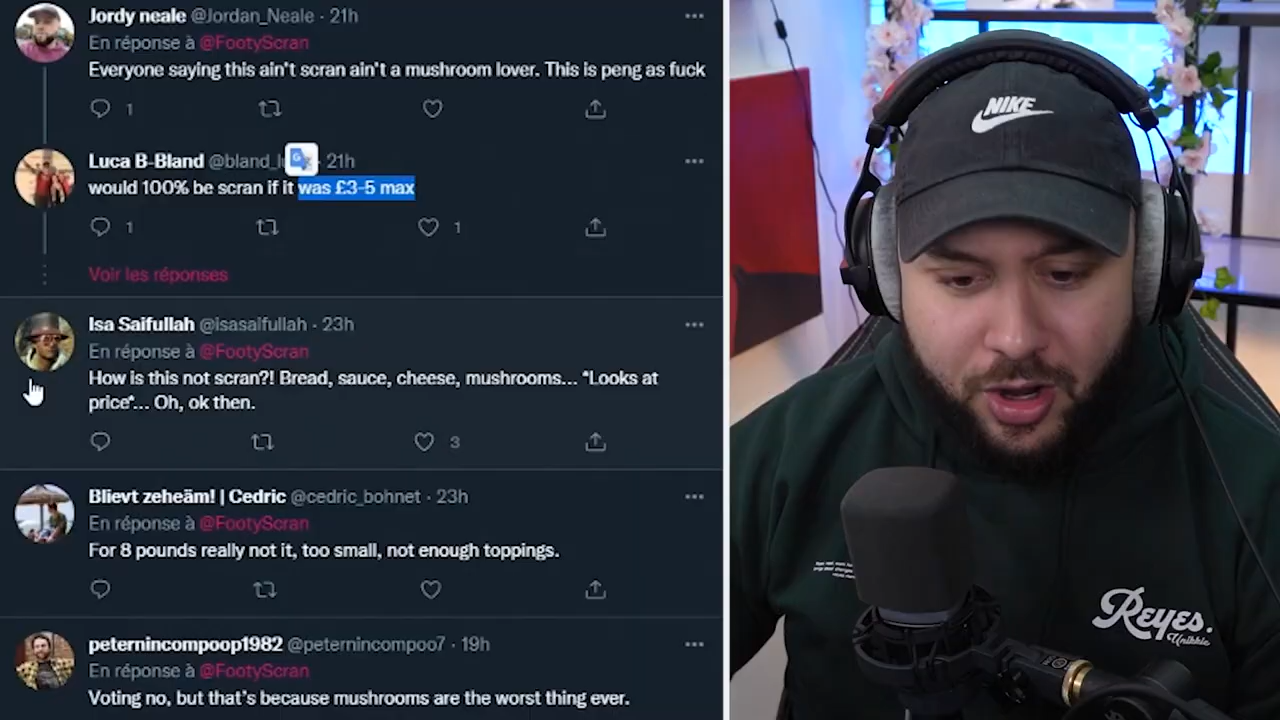 Jordy neale @Jordan_Neale · 21h
En réponse à @FootyScran
Everyone saying this ain't scran ain't a mushroom lover. This is peng as fuck
1
Luca B-Bland · 21h
would 100% be scran if it was £3-5 max
1 1
Voir les réponses
Isa Saifullah @isasaifullah · 23h
En réponse à @FootyScran
How is this not scran?! Bread, sauce, cheese, mushrooms... *Looks at
price*... Oh, ok then.
3
Blievt zeheäm! | Cedric @cedric_bohnet · 23h
En réponse à @FootyScran
For 8 pounds really not it, too small, not enough toppings.
peternincompoop1982 @peternincompoo7 · 19h
En réponse à @FootyScran
Voting no, but that's because mushrooms are the worst thing ever.
NIKE
Reyes.
Unikkle